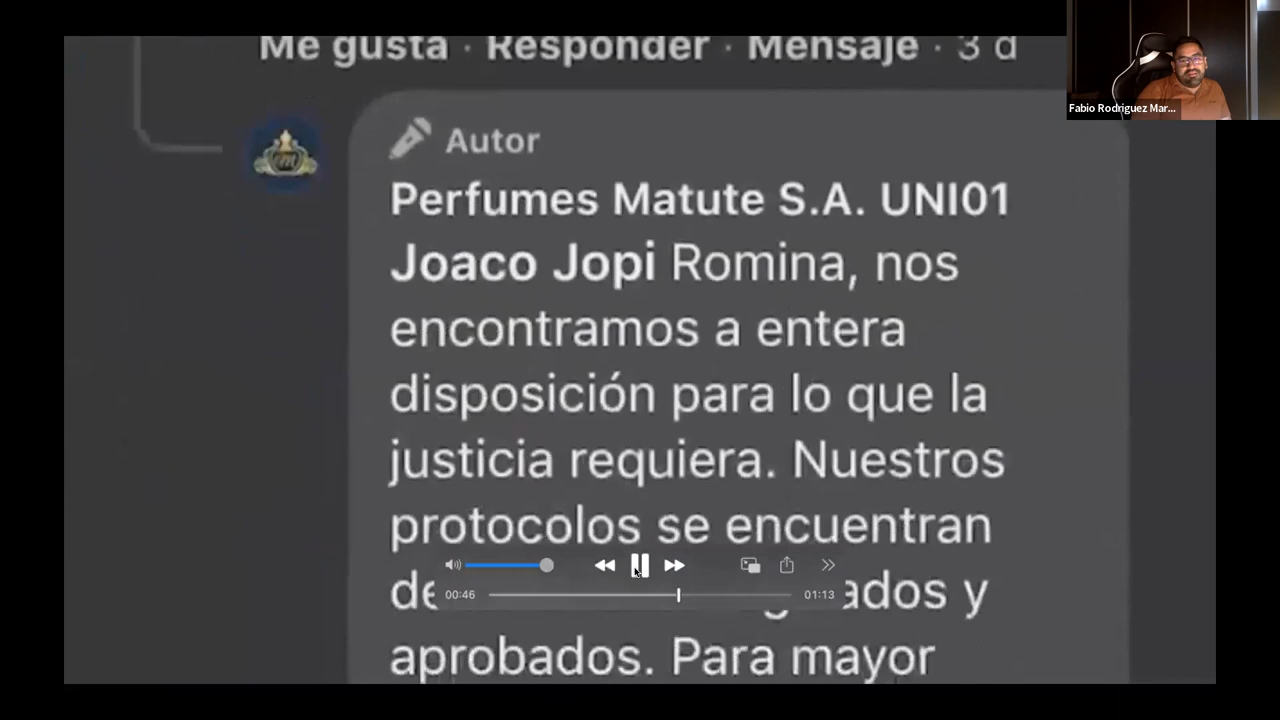 Me gusta · Responder · Mensaje · 3 d
Fabio Rodriguez Mar...
Autor
Perfumes Matute S.A. UNI01
Joaco Jopi Romina, nos
encontramos a entera
disposición para lo que la
justicia requiera. Nuestros
protocolos se encuentran
y
aprobados. Para mayor
00:46
01:13